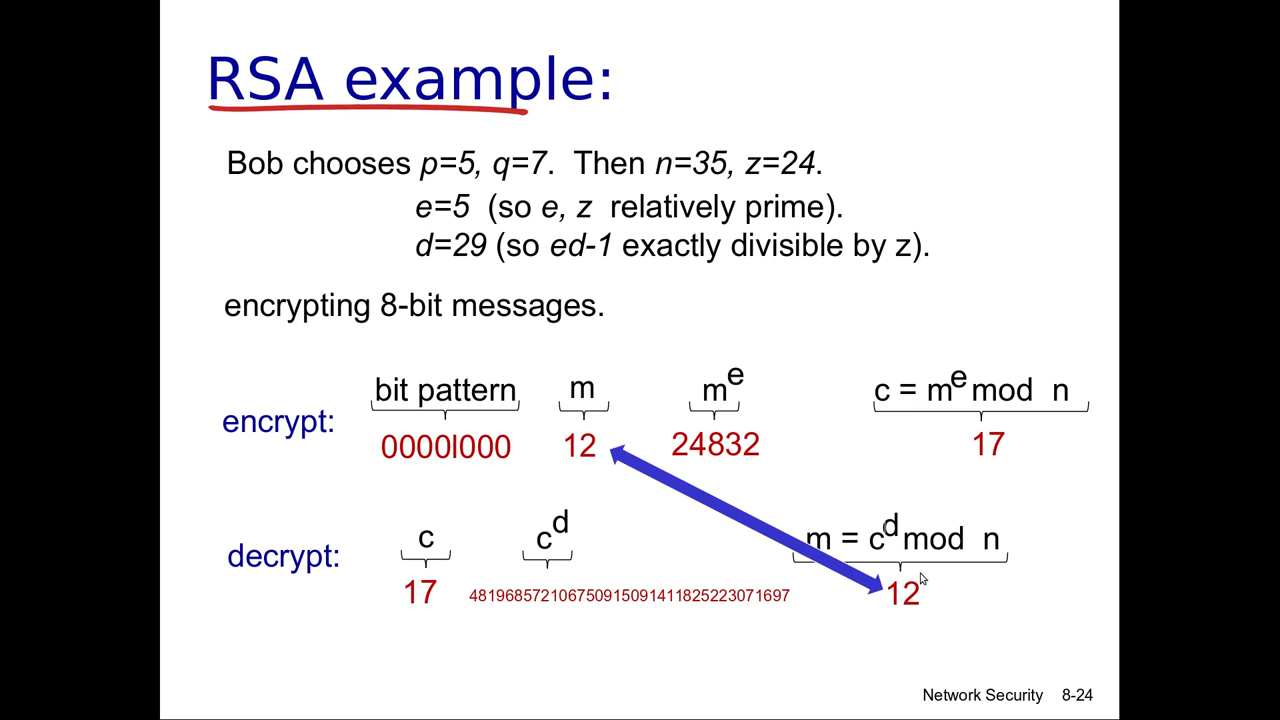 RSA example:
Bob chooses p=5, q=7. Then n=35, z=24.
e=5 (so e, z relatively prime).
d=29 (so ed-1 exactly divisible by z).
encrypting 8-bit messages.
bit pattern m m^e c = m^e mod n
encrypt: 0000l000 12 24832 17
c c^d m = c^d mod n
decrypt: 17 481968572106750915091411825223071697 12
Network Security 8-24